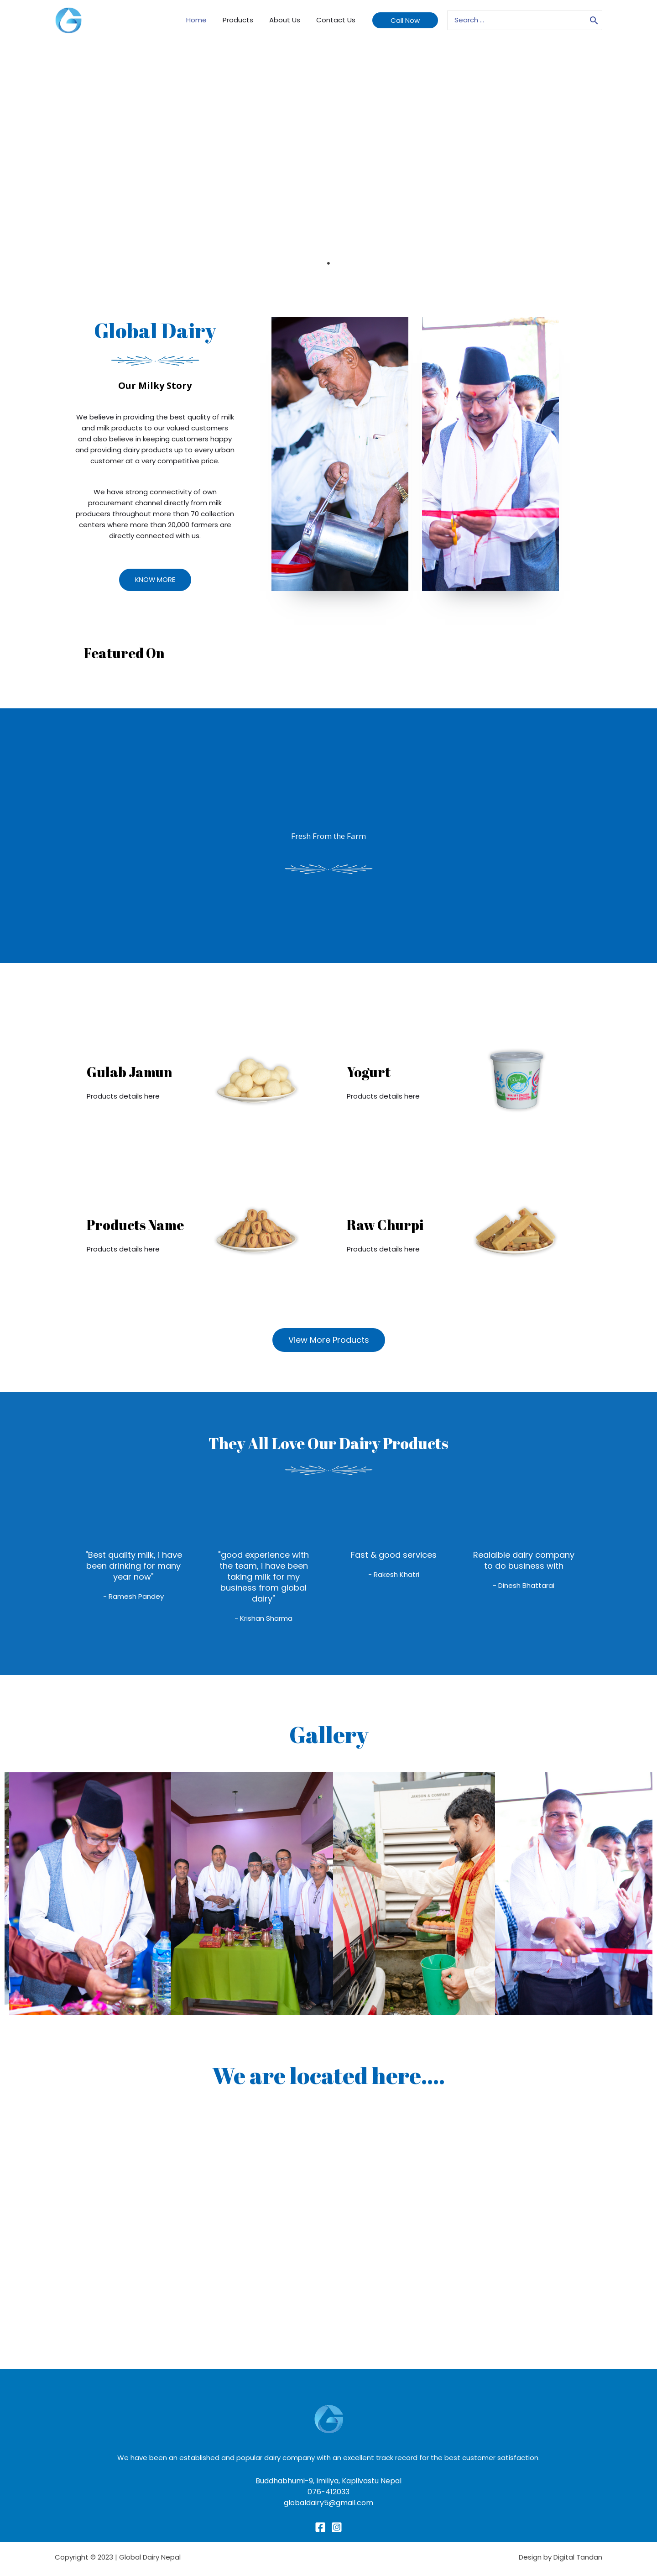 Home Products About Us Contact Us Call Now Search ...
Global Dairy
Our Milky Story
We believe in providing the best quality of milk
and milk products to our valued customers
and also believe in keeping customers happy
and providing dairy products up to every urban
customer at a very competitive price.
We have strong connectivity of own
procurement channel directly from milk
producers throughout more than 70 collection
centers where more than 20,000 farmers are
directly connected with us.
KNOW MORE
Featured On
Fresh From the Farm
Gulab Jamun
Products details here
Yogurt
Products details here
Products Name
Products details here
Raw Churpi
Products details here
View More Products
They All Love Our Dairy Products
"Best quality milk, i have
been drinking for many
year now"
- Ramesh Pandey
"good experience with
the team, i have been
taking milk for my
business from global
dairy"
- Krishan Sharma
Fast & good services
- Rakesh Khatri
Realaible dairy company
to do business with
- Dinesh Bhattarai
Gallery
We are located here....
We have been an established and popular dairy company with an excellent track record for the best customer satisfaction.
Buddhabhumi-9, Imiliya, Kapilvastu Nepal
076-412033
globaldairy5@gmail.com
Copyright © 2023 | Global Dairy Nepal
Design by Digital Tandan